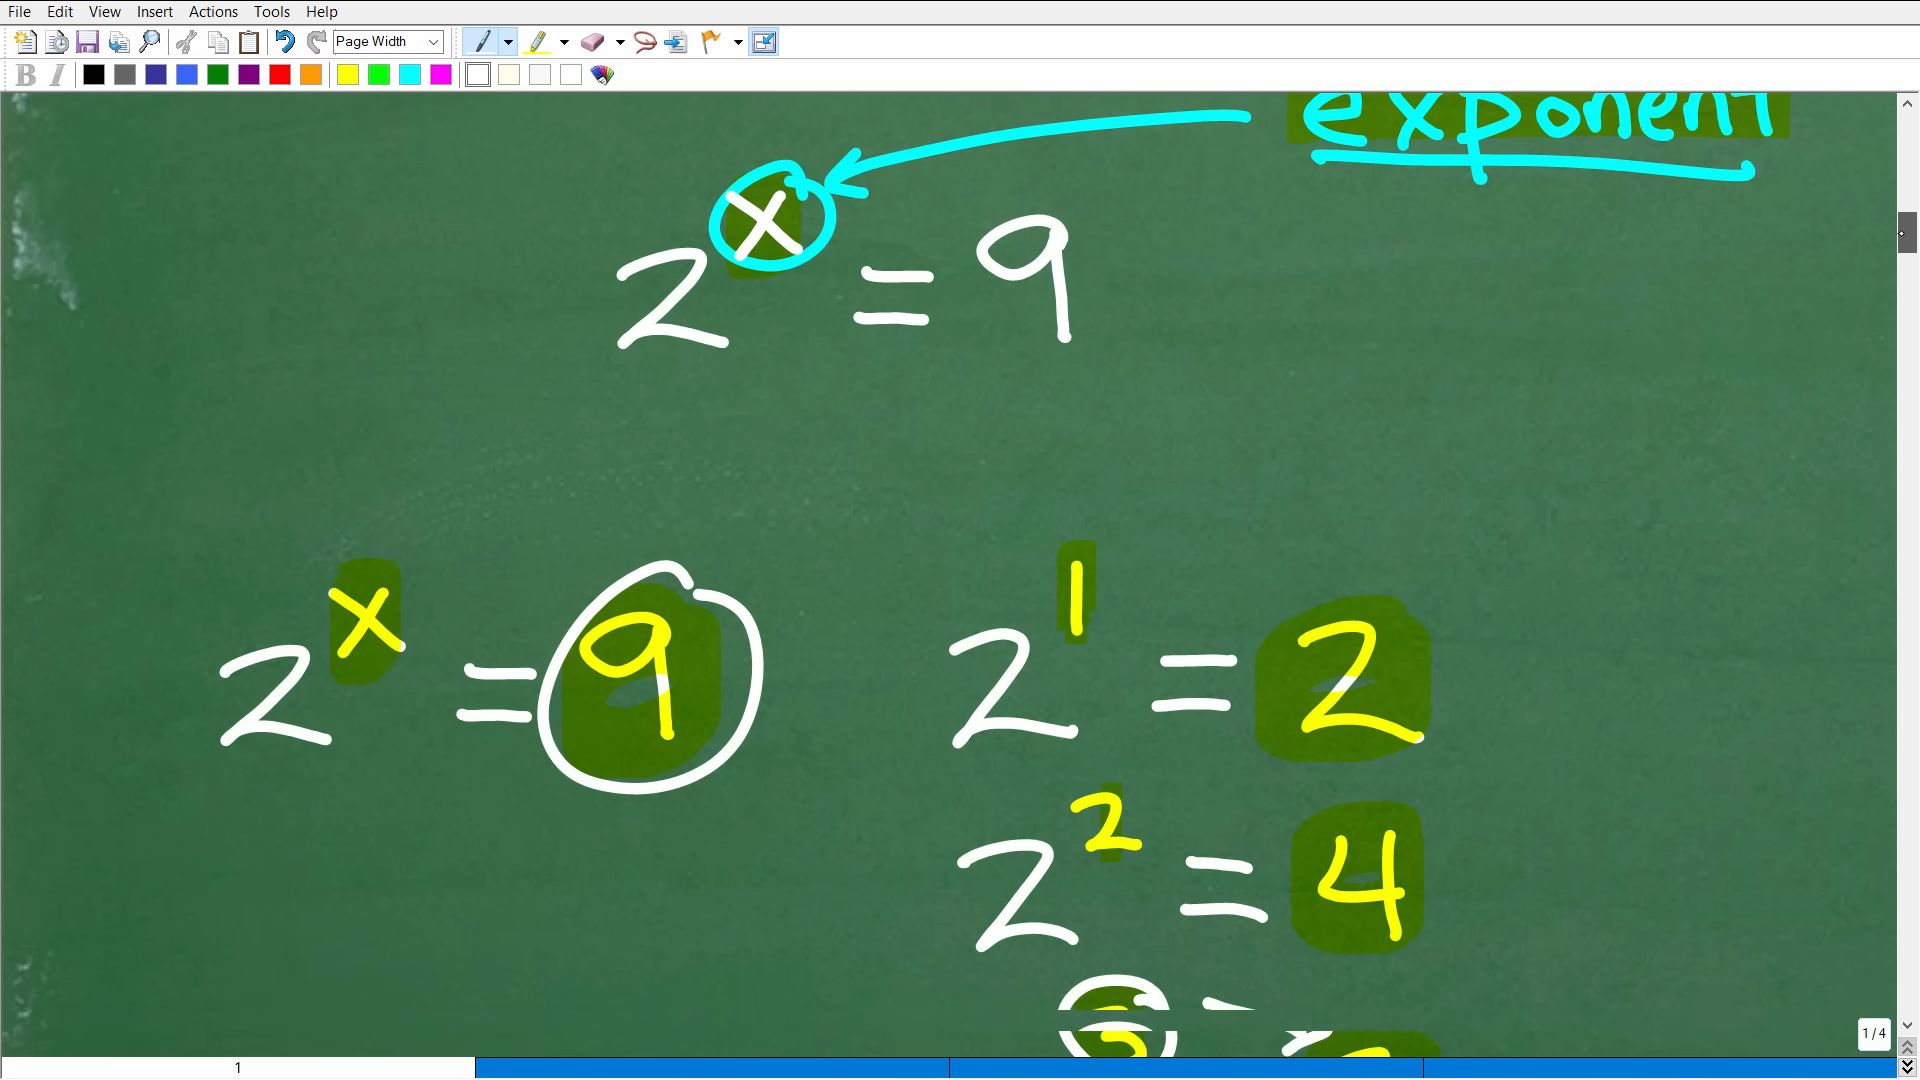 File Edit View Insert Actions Tools Help
Page Width
B I
exponent
2^x = 9
2^x = 9
2^1 = 2
2^2 = 4
1 / 4
1